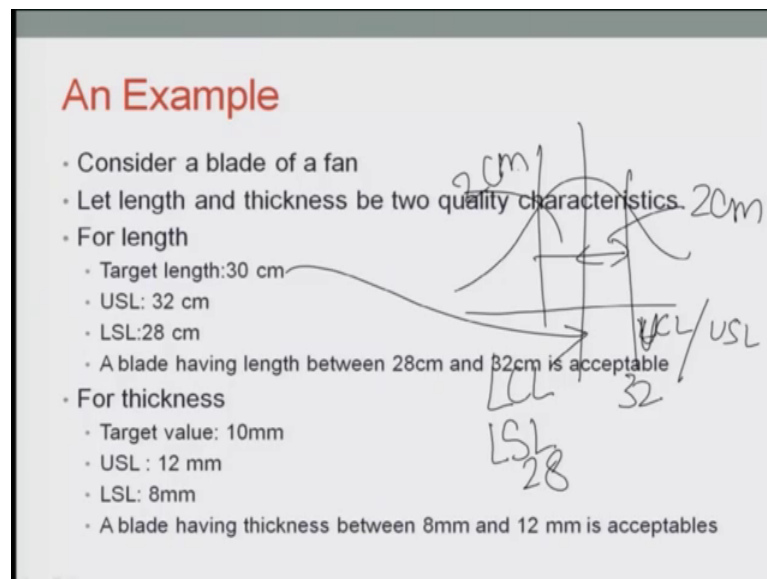 An Example
• Consider a blade of a fan
• Let length and thickness be two quality characteristics.
• For length
• Target length:30 cm
• USL: 32 cm
• LSL:28 cm
• A blade having length between 28cm and 32cm is acceptable
• For thickness
• Target value: 10mm
• USL : 12 mm
• LSL: 8mm
• A blade having thickness between 8mm and 12 mm is acceptables
2cm
2cm
UCL/USL
32
LCL
LSL
28